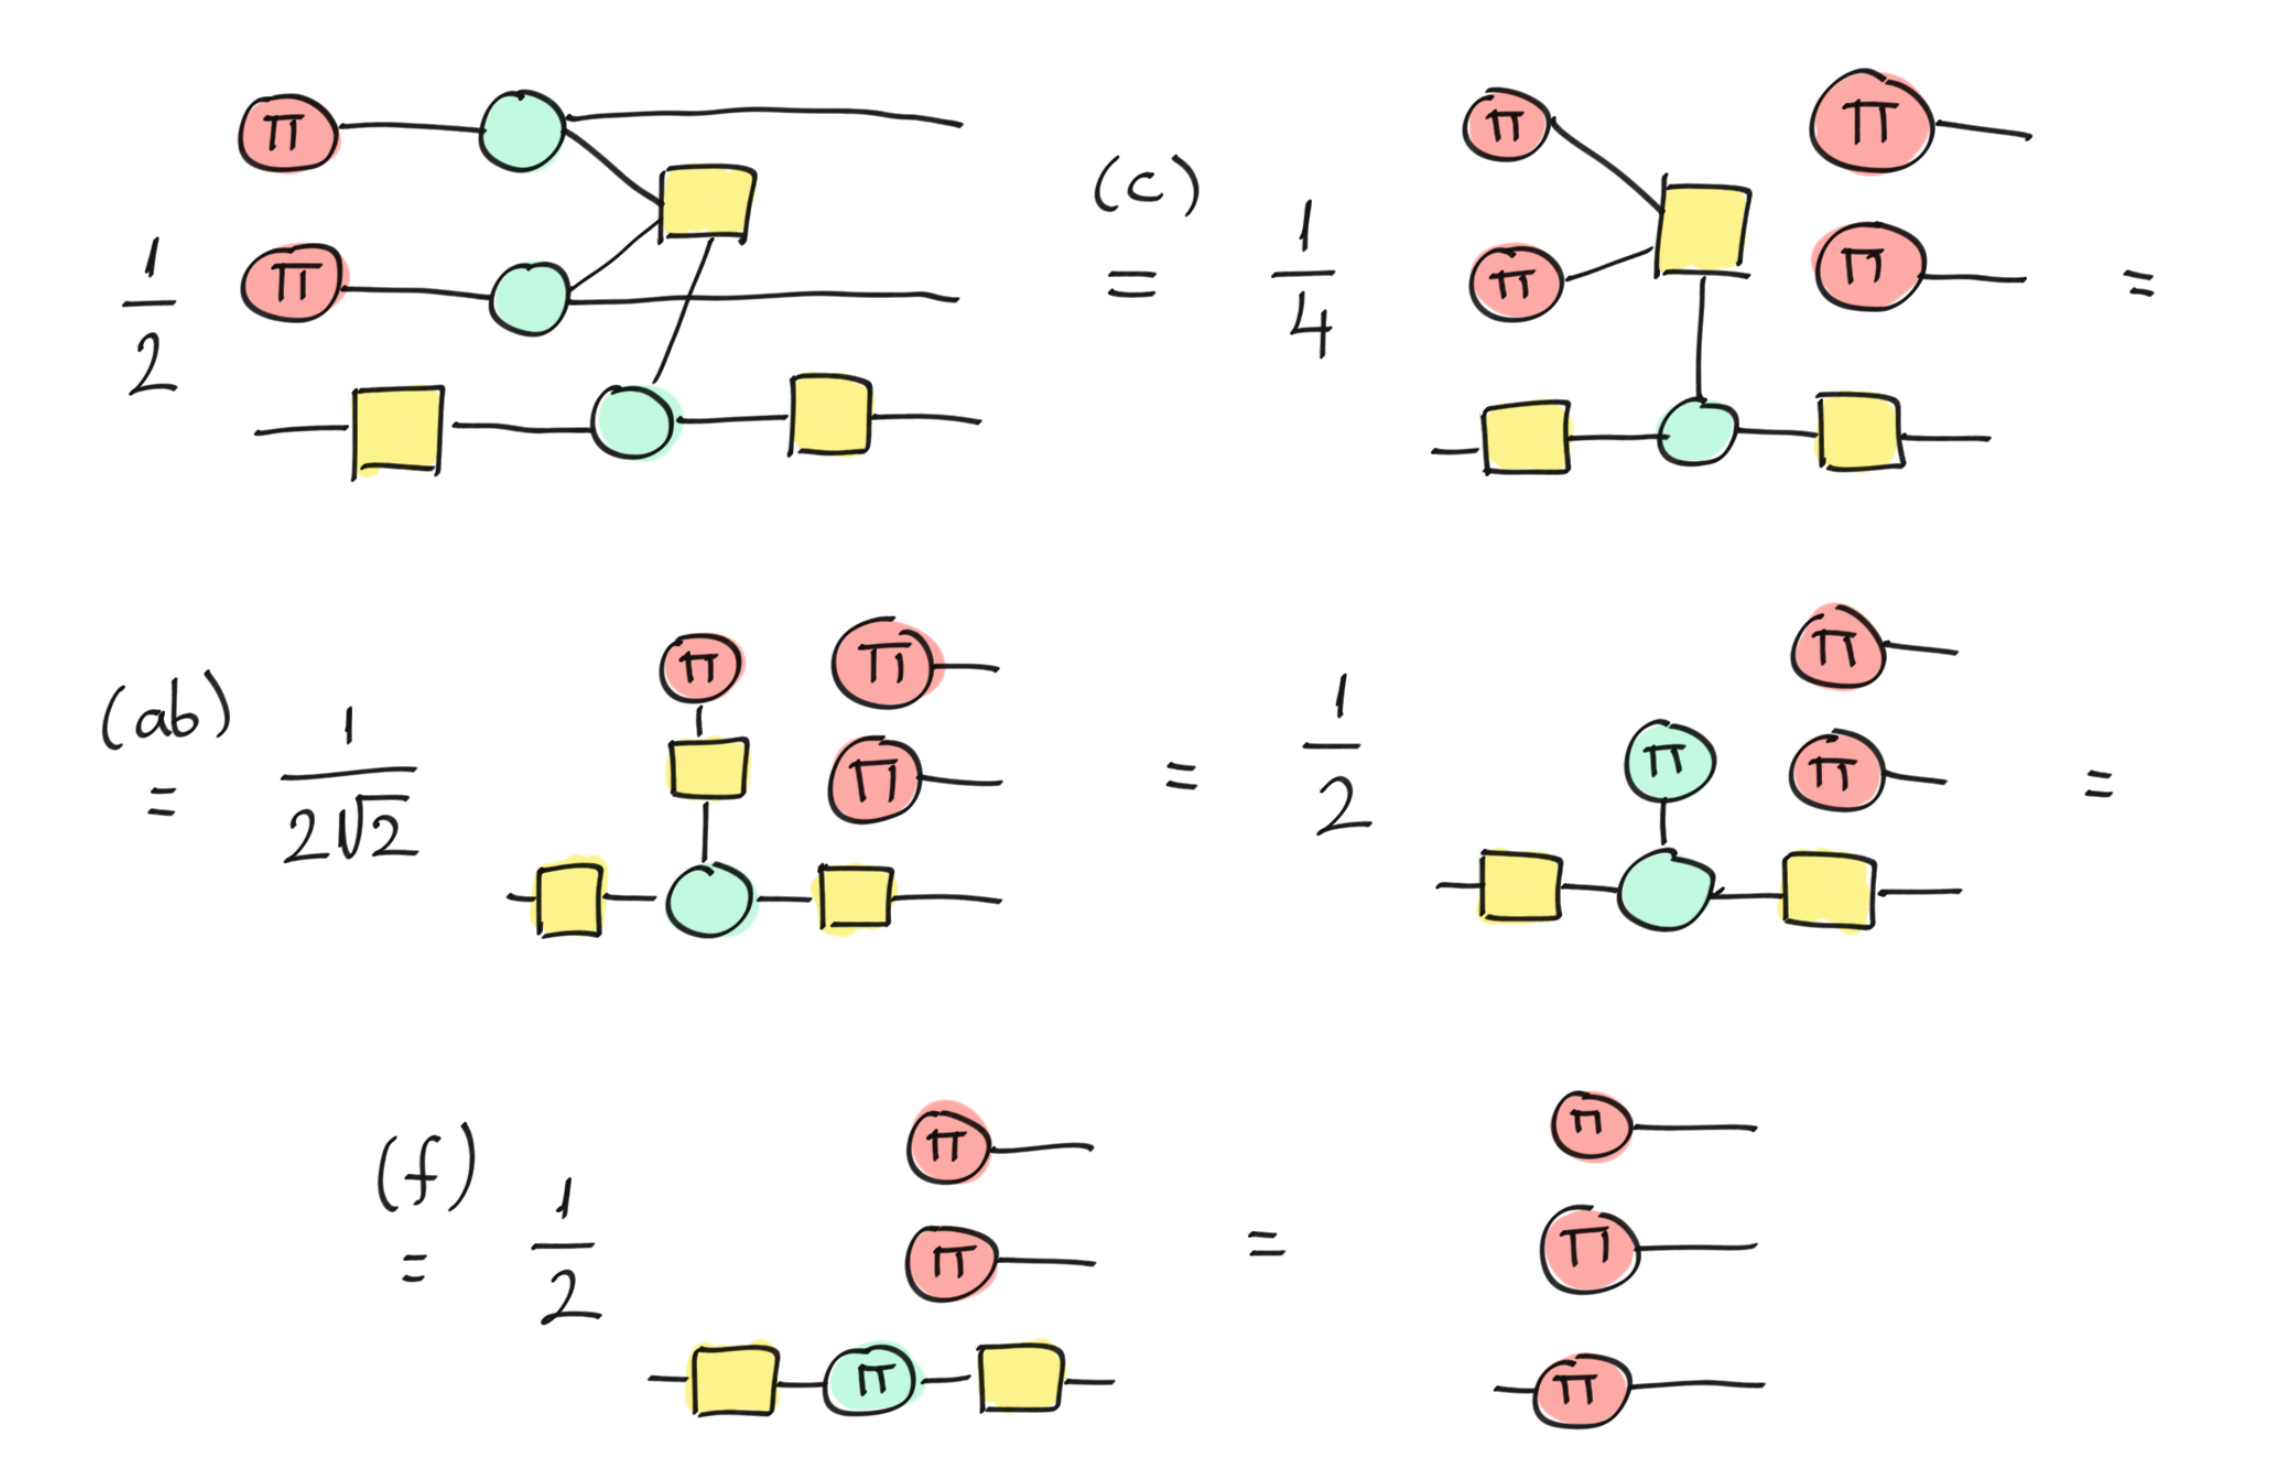 π
π
1/2
(c)
=
1/4
π
π
π
π
=
(ab)
=
1/2√2
π
π
π
=
1/2
π
π
π
=
(f)
=
1/2
π
π
π
=
π
π
π